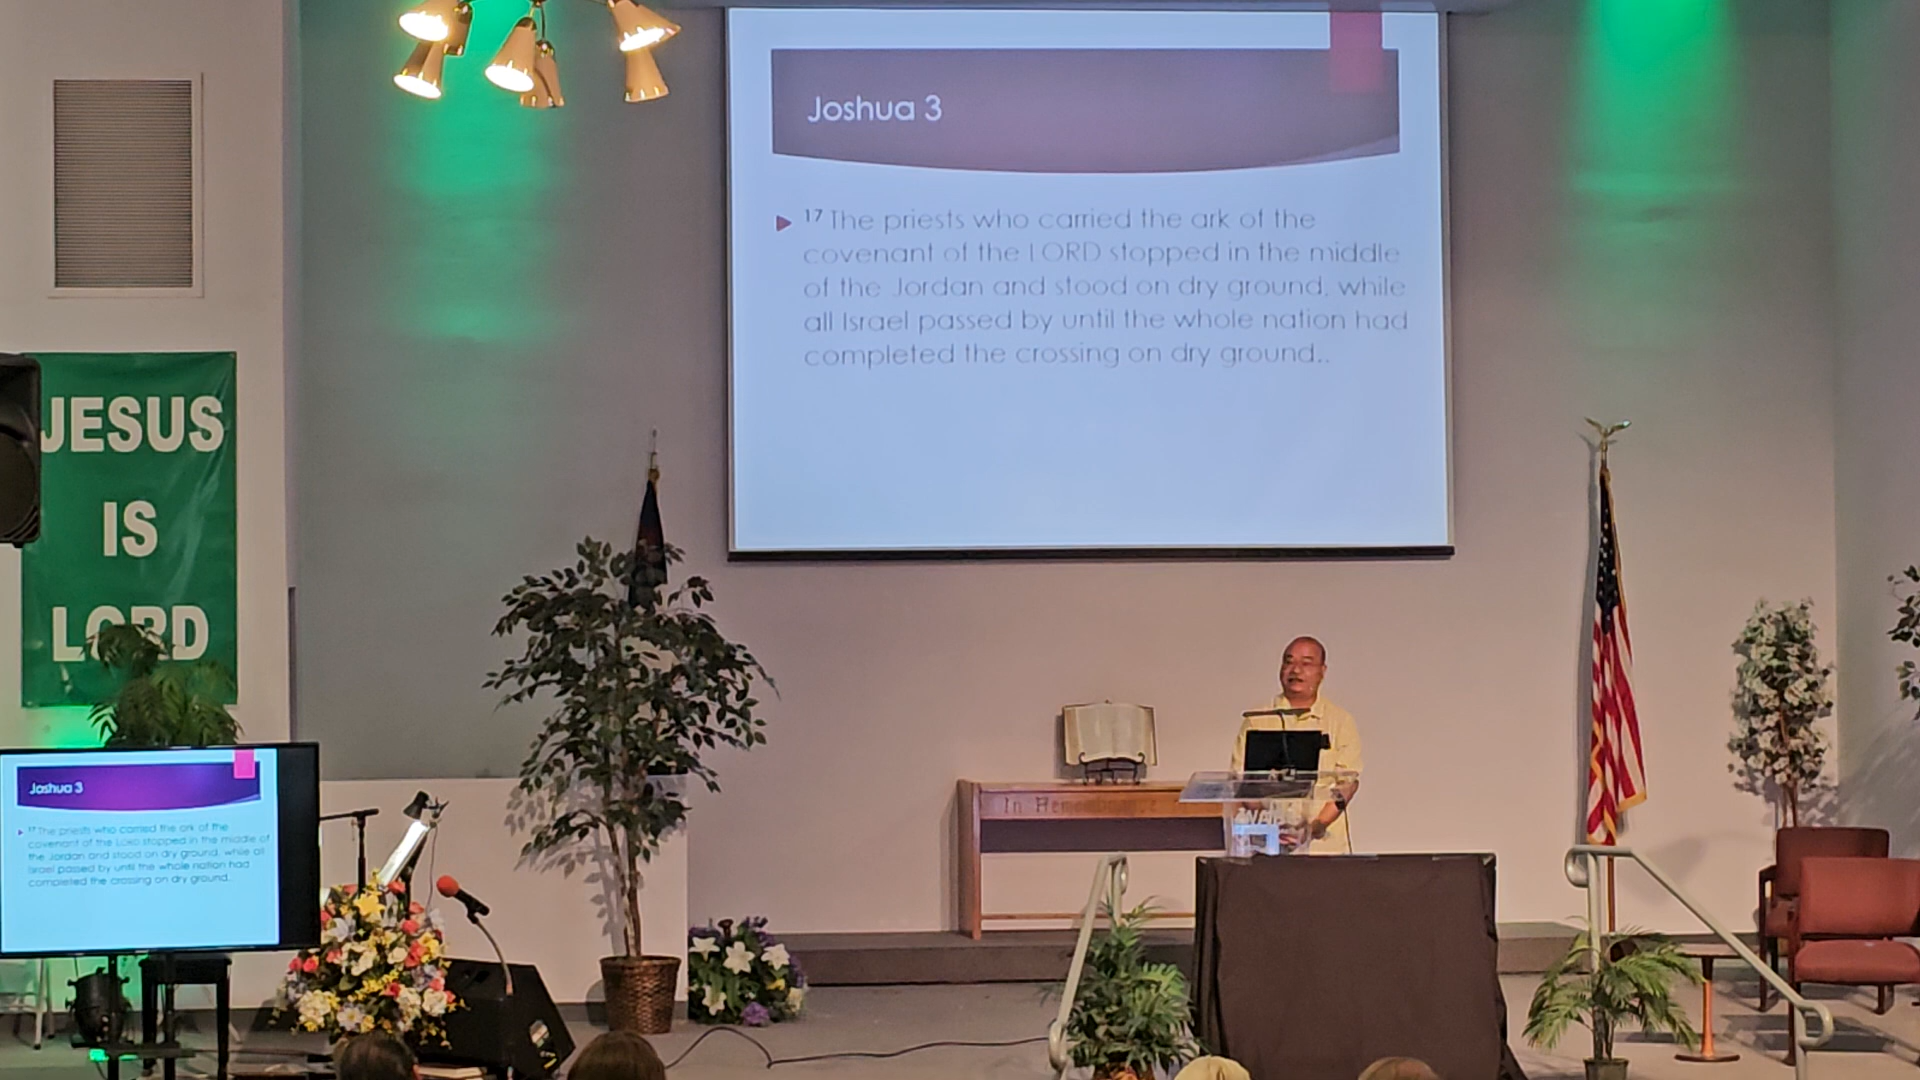 Joshua 3
17 The priests who carried the ark of the
covenant of the LORD stopped in the middle
of the Jordan and stood on dry ground, while
all Israel passed by until the whole nation had
completed the crossing on dry ground..
JESUS
IS
LORD
In Remembrance
Joshua 3
17 The priests who carried the ark of the
covenant of the LORD stopped in the middle of
the Jordan and stood on dry ground, while all
Israel passed by until the whole nation had
completed the crossing on dry ground..